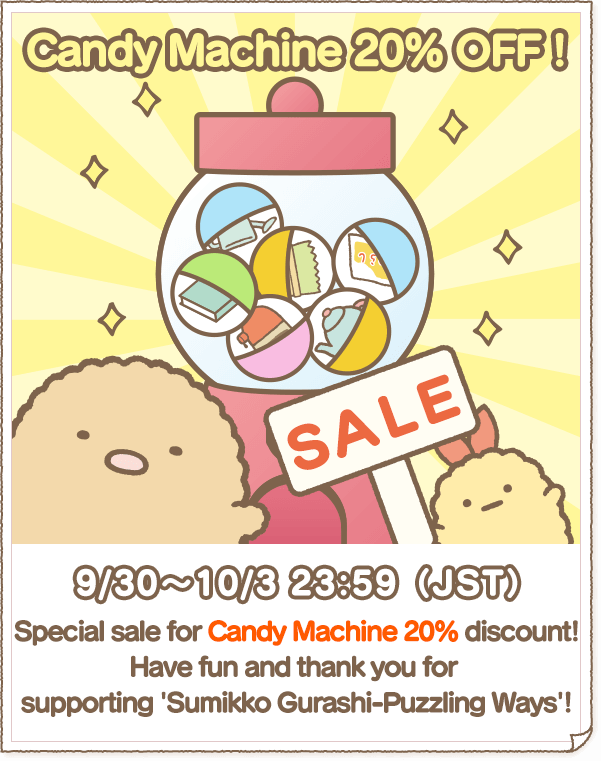 Candy Machine 20% OFF!
SALE
9/30～10/3 23:59 (JST)
Special sale for Candy Machine 20% discount!
Have fun and thank you for
supporting 'Sumikko Gurashi-Puzzling Ways'!